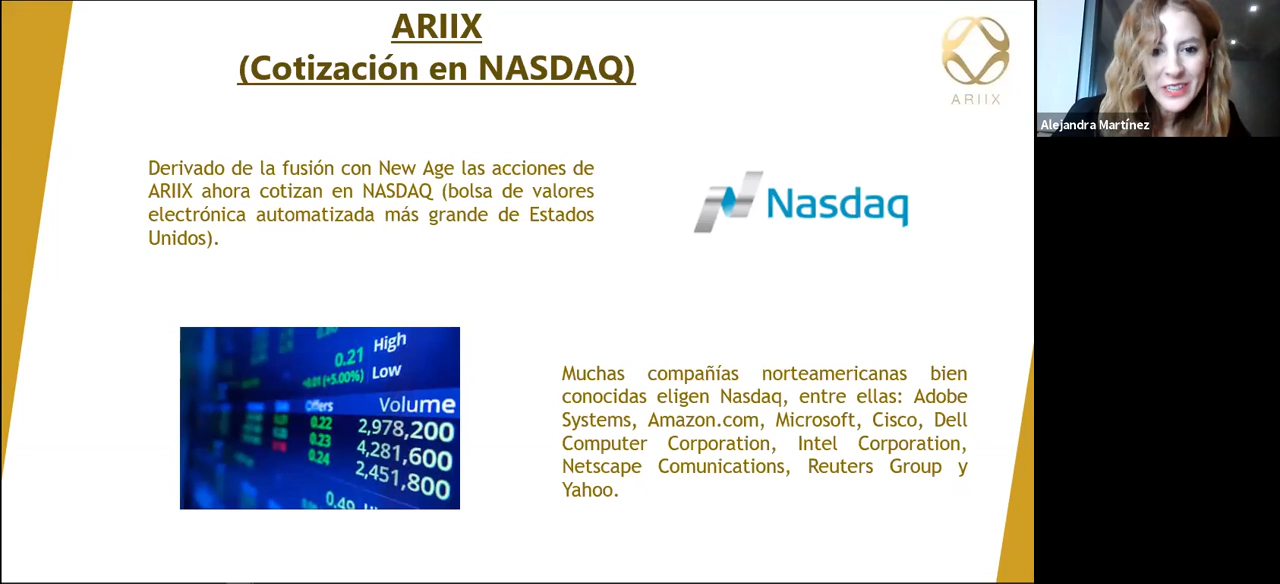 ARIIX
(Cotización en NASDAQ)
ARIIX
Alejandra Martínez
Derivado de la fusión con New Age las acciones de
ARIIX ahora cotizan en NASDAQ (bolsa de valores
electrónica automatizada más grande de Estados
Unidos).
Nasdaq
High
0.21
(+5.00%)
Low
Offers
Volume
0.22
2,978,200
0.23
4,281,600
0.24
2,451,800
0.49
Muchas compañías norteamericanas bien
conocidas eligen Nasdaq, entre ellas: Adobe
Systems, Amazon.com, Microsoft, Cisco, Dell
Computer Corporation, Intel Corporation,
Netscape Comunications, Reuters Group y
Yahoo.